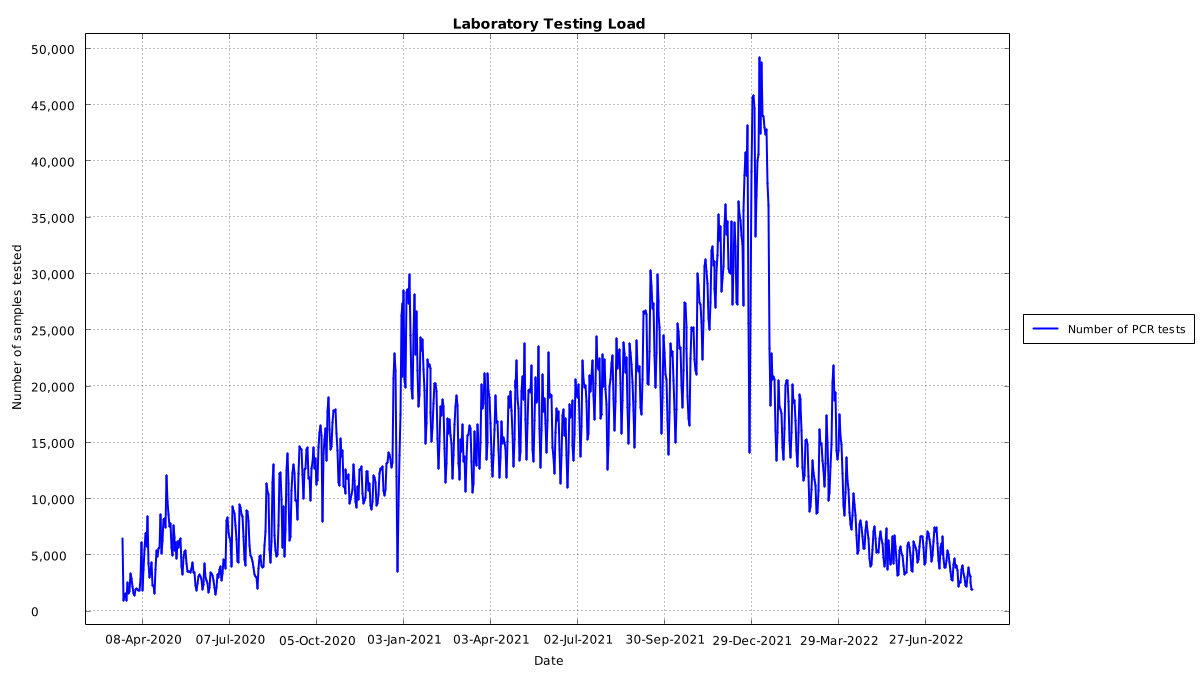 Laboratory Testing Load
50,000
45,000
40,000
35,000
30,000
25,000
20,000
15,000
10,000
5,000
0
Number of samples tested
08-Apr-2020 07-Jul-2020 05-Oct-2020 03-Jan-2021 03-Apr-2021 02-Jul-2021 30-Sep-2021 29-Dec-2021 29-Mar-2022 27-Jun-2022
Date
Number of PCR tests